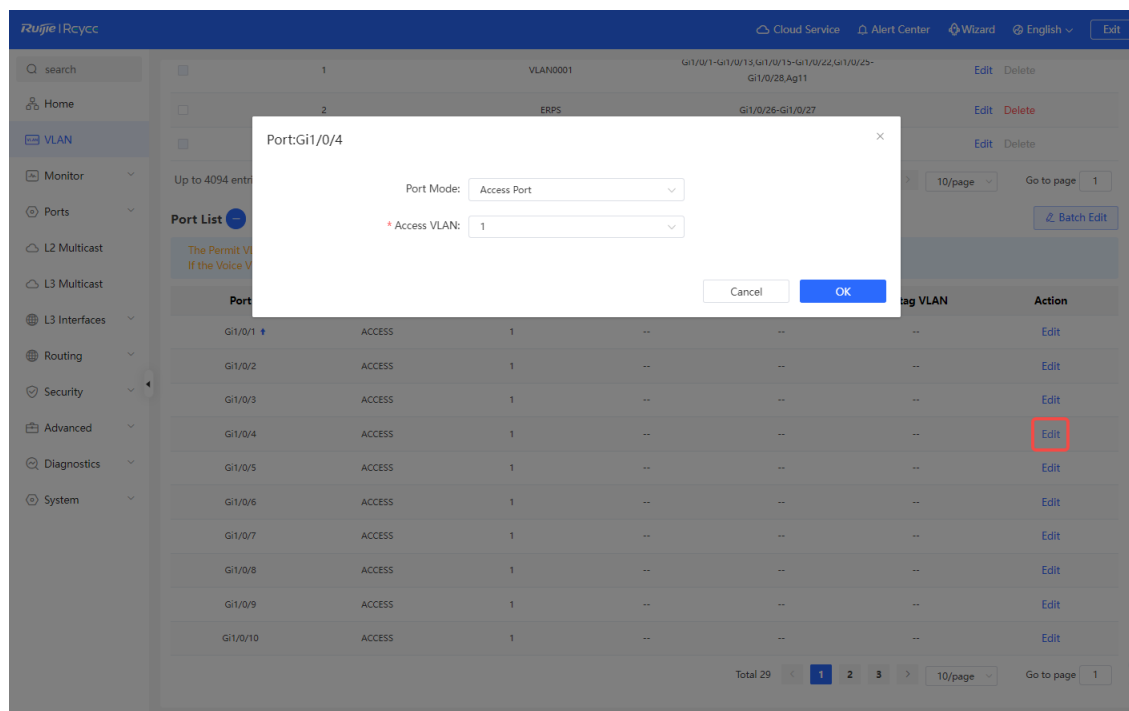 Ruijie | Rcycc
Cloud Service Alert Center Wizard English Exit
search
Home
VLAN
Monitor
Ports
L2 Multicast
L3 Multicast
L3 Interfaces
Routing
Security
Advanced
Diagnostics
System
1 VLAN0001 Gi1/0/1-Gi1/0/13,Gi1/0/15-Gi1/0/22,Gi1/0/25-
Gi1/0/28,Ag11 Edit Delete
2 ERPS Gi1/0/26-Gi1/0/27 Edit Delete
Edit Delete
Up to 4094 10/page Go to page 1
Port List Batch Edit
The Permit
If the Voice
Port:Gi1/0/4
Port Mode: Access Port
* Access VLAN: 1
Cancel OK
Port VLAN Action
Gi1/0/1 ACCESS 1 -- -- -- Edit
Gi1/0/2 ACCESS 1 -- -- -- Edit
Gi1/0/3 ACCESS 1 -- -- -- Edit
Gi1/0/4 ACCESS 1 -- -- -- Edit
Gi1/0/5 ACCESS 1 -- -- -- Edit
Gi1/0/6 ACCESS 1 -- -- -- Edit
Gi1/0/7 ACCESS 1 -- -- -- Edit
Gi1/0/8 ACCESS 1 -- -- -- Edit
Gi1/0/9 ACCESS 1 -- -- -- Edit
Gi1/0/10 ACCESS 1 -- -- -- Edit
Total 29 < 1 2 3 > 10/page Go to page 1